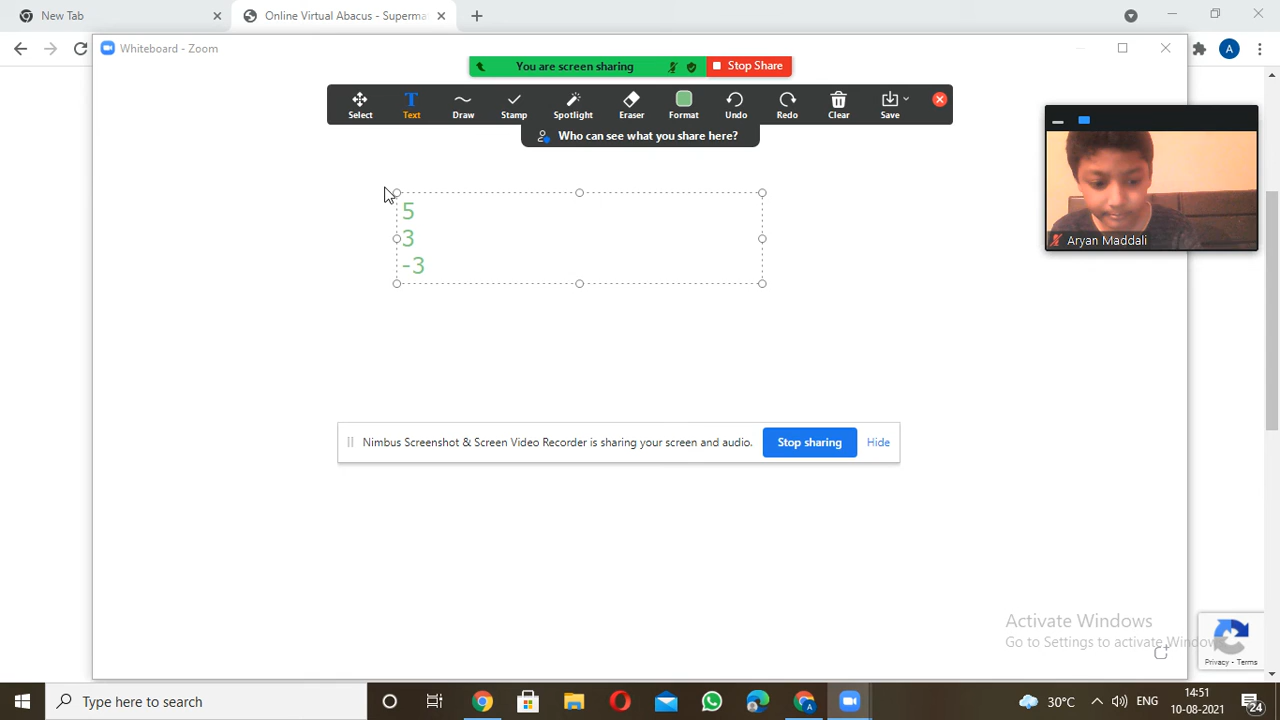 New Tab
Online Virtual Abacus - Superma
A
Whiteboard - Zoom
You are screen sharing
Stop Share
Select
Text
Draw
Stamp
Spotlight
Eraser
Format
Undo
Redo
Clear
Save
Who can see what you share here?
5
3
-3
Aryan Maddali
Nimbus Screenshot & Screen Video Recorder is sharing your screen and audio.
Stop sharing
Hide
Activate Windows
Go to Settings to activate Windows
Privacy - Terms
Type here to search
30°C
ENG
14:51
10-08-2021
24